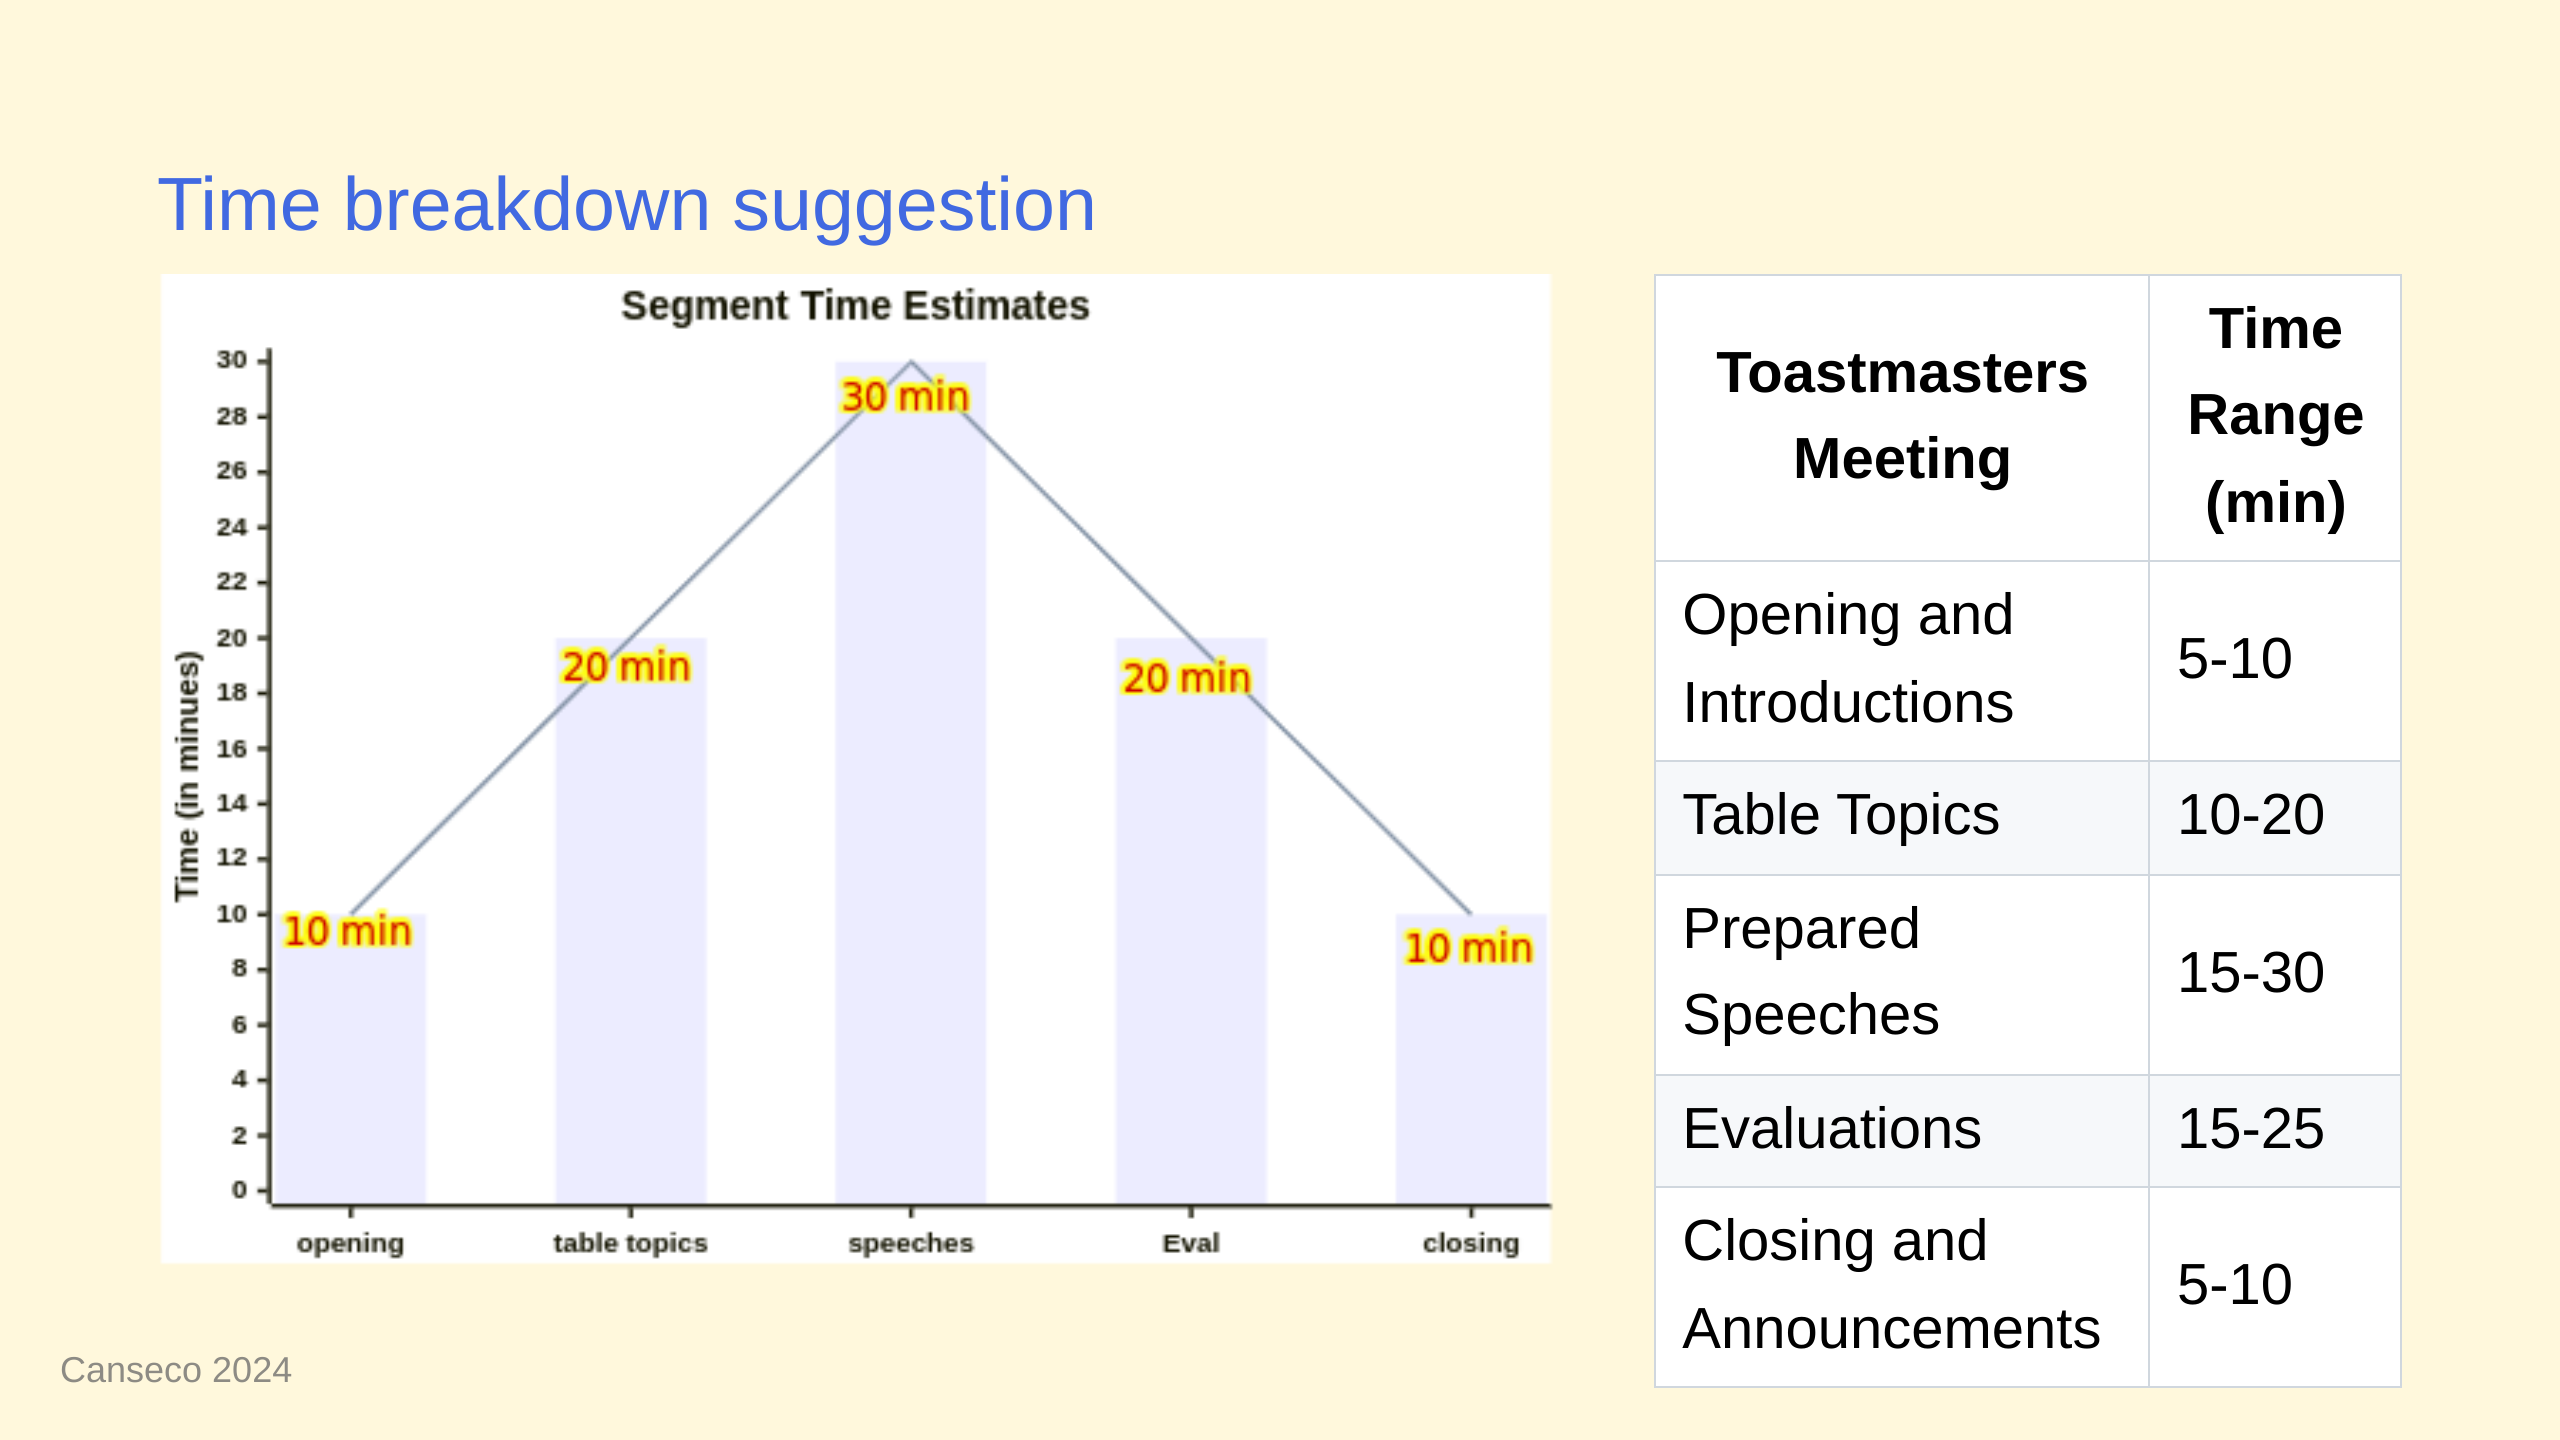 Time breakdown suggestion
Segment Time Estimates
Time (in minues)
30
28
26
24
22
20
18
16
14
12
10
8
6
4
2
0
10 min
20 min
30 min
20 min
10 min
opening
table topics
speeches
Eval
closing
Toastmasters
Meeting
Time
Range
(min)
Opening and
Introductions
5-10
Table Topics
10-20
Prepared
Speeches
15-30
Evaluations
15-25
Closing and
Announcements
5-10
Canseco 2024